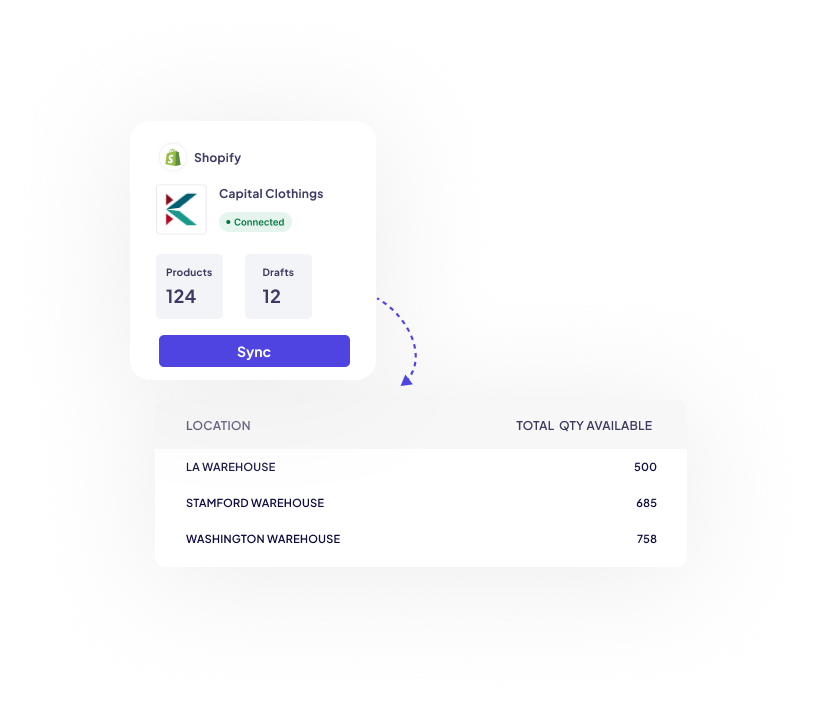 Shopify
Capital Clothings
Connected
Products
Drafts
124
12
Sync
LOCATION TOTAL QTY AVAILABLE
LA WAREHOUSE 500
STAMFORD WAREHOUSE 685
WASHINGTON WAREHOUSE 758